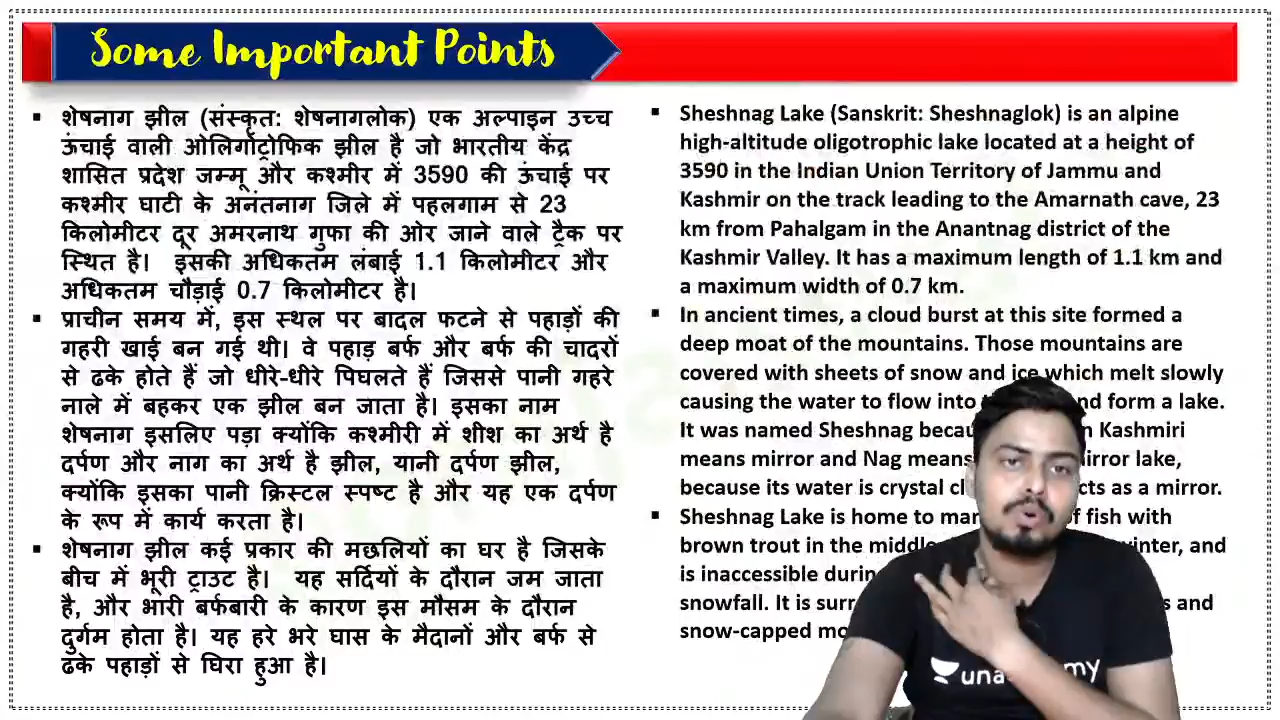 Some Important Points
शेषनाग झील (संस्कृत: शेषनागलोक) एक अल्पाइन उच्च
ऊंचाई वाली ओलिगोट्रोफिक झील है जो भारतीय केंद्र
शासित प्रदेश जम्मू और कश्मीर में 3590 की ऊंचाई पर
कश्मीर घाटी के अनंतनाग जिले में पहलगाम से 23
किलोमीटर दूर अमरनाथ गुफा की ओर जाने वाले ट्रैक पर
स्थित है। इसकी अधिकतम लंबाई 1.1 किलोमीटर और
अधिकतम चौड़ाई 0.7 किलोमीटर है।
प्राचीन समय में, इस स्थल पर बादल फटने से पहाड़ों की
गहरी खाई बन गई थी। वे पहाड़ बर्फ और बर्फ की चादरों
से ढके होते हैं जो धीरे-धीरे पिघलते हैं जिससे पानी गहरे
नाले में बहकर एक झील बन जाता है। इसका नाम
शेषनाग इसलिए पड़ा क्योंकि कश्मीरी में शीश का अर्थ है
दर्पण और नाग का अर्थ है झील, यानी दर्पण झील,
क्योंकि इसका पानी क्रिस्टल स्पष्ट है और यह एक दर्पण
के रूप में कार्य करता है।
शेषनाग झील कई प्रकार की मछलियों का घर है जिसके
बीच में भूरी ट्राउट है। यह सर्दियों के दौरान जम जाता
है, और भारी बर्फबारी के कारण इस मौसम के दौरान
दुर्गम होता है। यह हरे भरे घास के मैदानों और बर्फ से
ढके पहाड़ों से घिरा हुआ है।
Sheshnag Lake (Sanskrit: Sheshnaglok) is an alpine
high-altitude oligotrophic lake located at a height of
3590 in the Indian Union Territory of Jammu and
Kashmir on the track leading to the Amarnath cave, 23
km from Pahalgam in the Anantnag district of the
Kashmir Valley. It has a maximum length of 1.1 km and
a maximum width of 0.7 km.
In ancient times, a cloud burst at this site formed a
deep moat of the mountains. Those mountains are
covered with sheets of snow and ice which melt slowly
causing the water to flow into and form a lake.
It was named Sheshnag Kashmiri
means mirror and Nag means mirror lake,
because its water is crystal acts as a mirror.
Sheshnag Lake is home to of fish with
brown trout in the winter, and
is inaccessible
snowfall. It is and
snow-capped